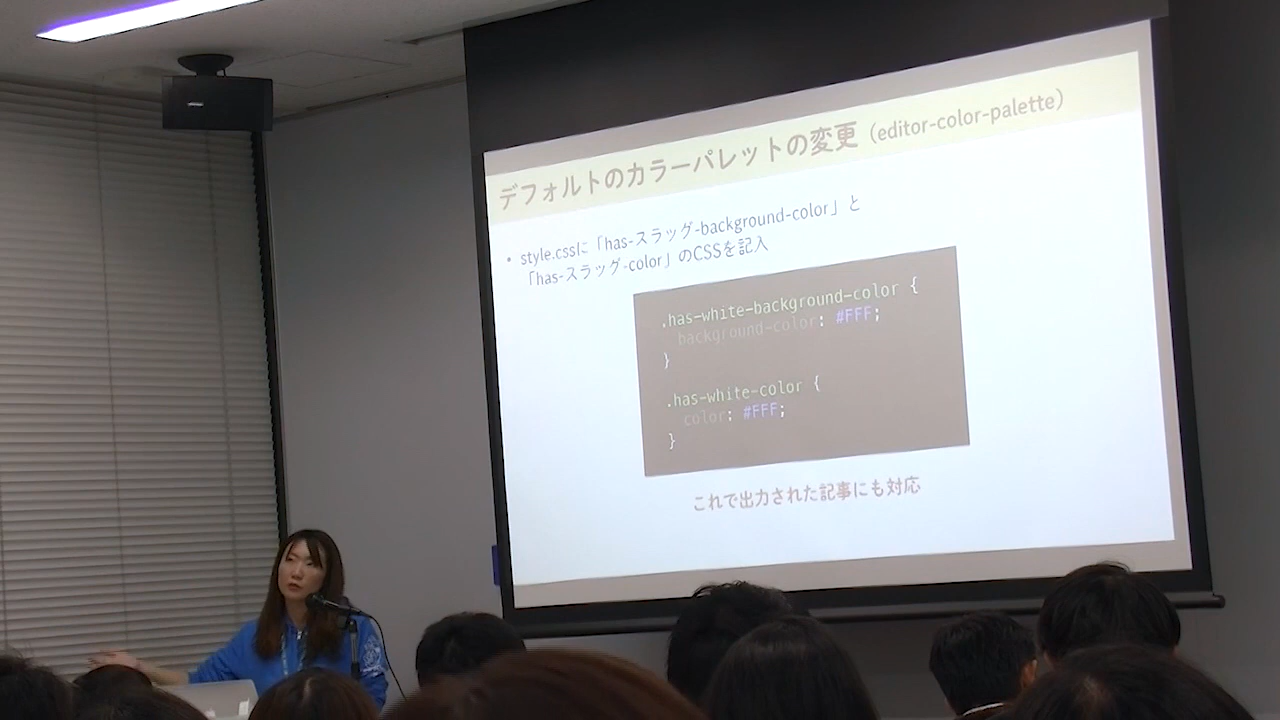 デフォルトのカラーパレットの変更 (editor-color-palette)
• style.cssに「has-スラッグ-background-color」と
「has-スラッグ-color」のCSSを記入
.has-white-background-color {
background-color: #FFF;
}
.has-white-color {
color: #FFF;
}
これで出力された記事にも対応